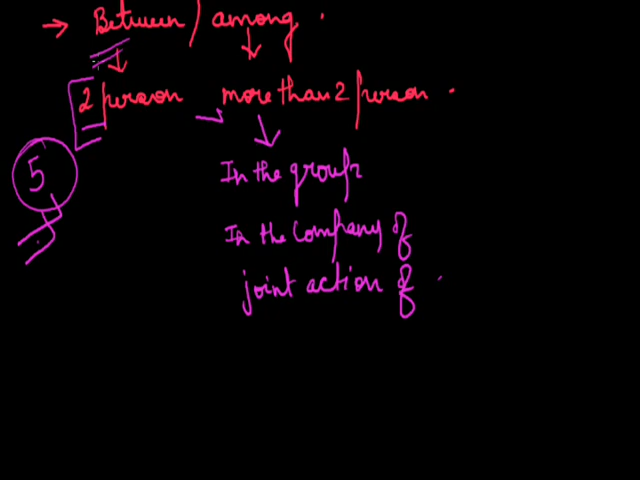 → Between / among.
2 person more than 2 person.
5
In the group
In the company of
joint action of